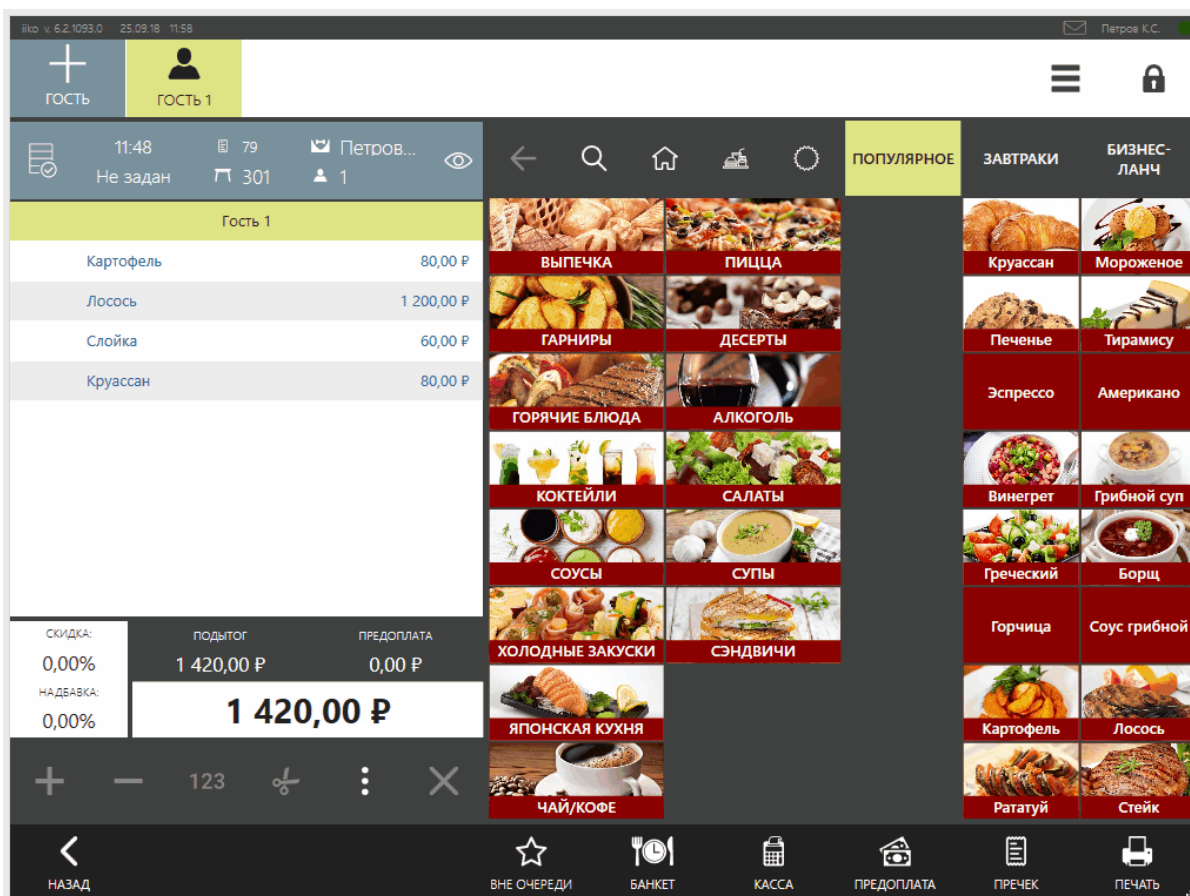 iiko v. 6.2.1093.0 25.09.18 11:58 Петров К.С.
ГОСТЬ ГОСТЬ 1
11:48 79 Петров...
Не задан 301 1
ПОПУЛЯРНОЕ ЗАВТРАКИ БИЗНЕС-
ЛАНЧ
Гость 1
Картофель 80,00 ₽
Лосось 1 200,00 ₽
Слойка 60,00 ₽
Круассан 80,00 ₽
СКИДКА: ПОДЫТОГ ПРЕДОПЛАТА
0,00% 1 420,00 ₽ 0,00 ₽
НАДБАВКА:
0,00% 1 420,00 ₽
123
ВЫПЕЧКА ПИЦЦА Круассан Мороженое
ГАРНИРЫ ДЕСЕРТЫ Печенье Тирамису
Эспрессо Американо
ГОРЯЧИЕ БЛЮДА АЛКОГОЛЬ
КОКТЕЙЛИ САЛАТЫ Винегрет Грибной суп
СОУСЫ СУПЫ Греческий Борщ
Горчица Соус грибной
ХОЛОДНЫЕ ЗАКУСКИ СЭНДВИЧИ
ЯПОНСКАЯ КУХНЯ Картофель Лосось
ЧАЙ/КОФЕ Рататуй Стейк
НАЗАД ВНЕ ОЧЕРЕДИ БАНКЕТ КАССА ПРЕДОПЛАТА ПРЕЧЕК ПЕЧАТЬ